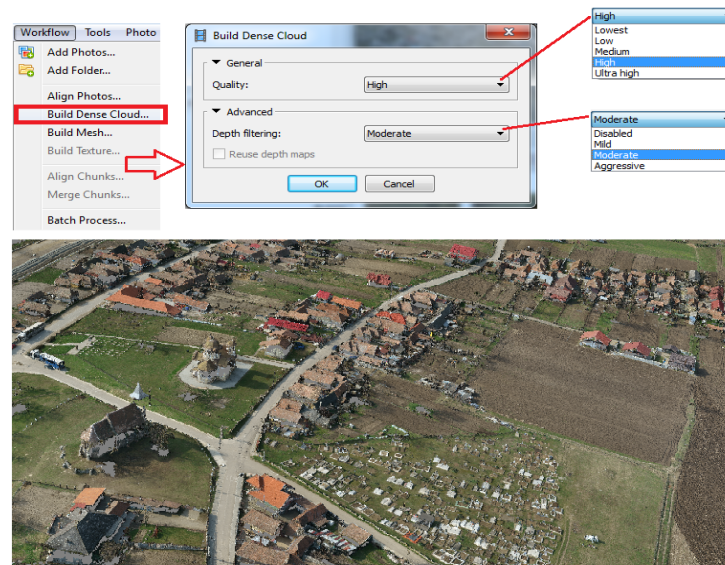 Workflow Tools Photo
Add Photos...
Add Folder...
Align Photos...
Build Dense Cloud...
Build Mesh...
Build Texture...
Align Chunks...
Merge Chunks...
Batch Process...
Build Dense Cloud
General
Quality: High
Advanced
Depth filtering: Moderate
Reuse depth maps
OK Cancel
High
Lowest
Low
Medium
High
Ultra high
Moderate
Disabled
Mild
Moderate
Aggressive